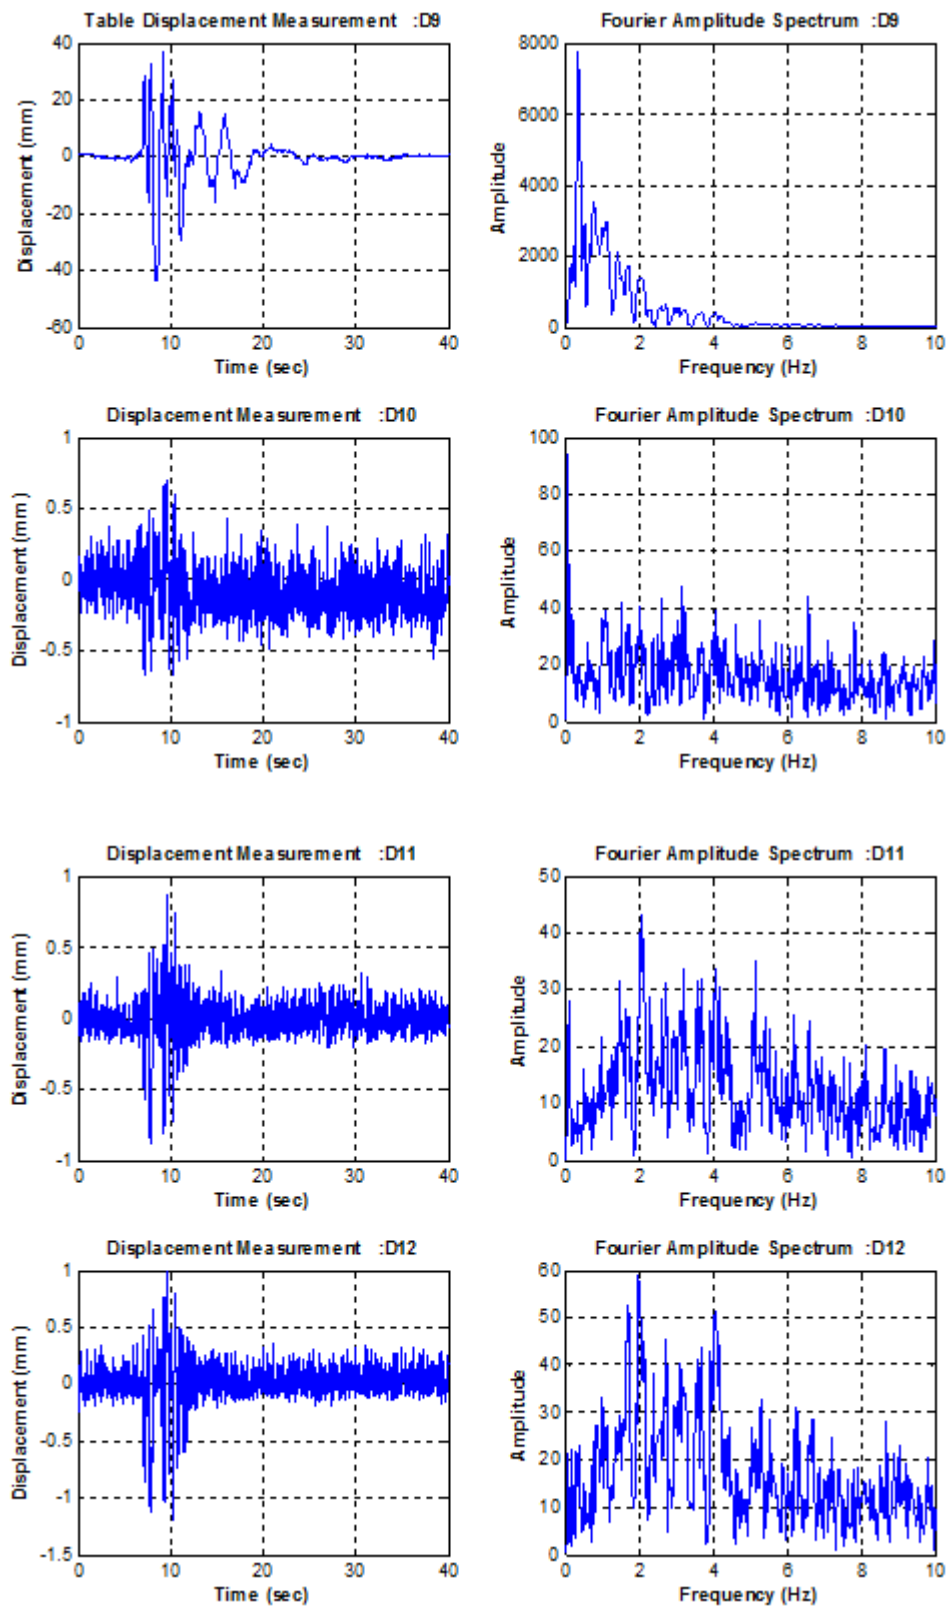 Table Displacement Measurement :D9
Fourier Amplitude Spectrum :D9
40
20
0
-20
-40
-60
Displacement (mm)
0 10 20 30 40
Time (sec)
8000
6000
4000
2000
0
Amplitude
0 2 4 6 8 10
Frequency (Hz)
Displacement Measurement :D10
Fourier Amplitude Spectrum :D10
1
0.5
0
-0.5
-1
Displacement (mm)
0 10 20 30 40
Time (sec)
100
80
60
40
20
0
Amplitude
0 2 4 6 8 10
Frequency (Hz)
Displacement Measurement :D11
Fourier Amplitude Spectrum :D11
1
0.5
0
-0.5
-1
Displacement (mm)
0 10 20 30 40
Time (sec)
50
40
30
20
10
0
Amplitude
0 2 4 6 8 10
Frequency (Hz)
Displacement Measurement :D12
Fourier Amplitude Spectrum :D12
1
0.5
0
-0.5
-1
-1.5
Displacement (mm)
0 10 20 30 40
Time (sec)
60
50
40
30
20
10
0
Amplitude
0 2 4 6 8 10
Frequency (Hz)